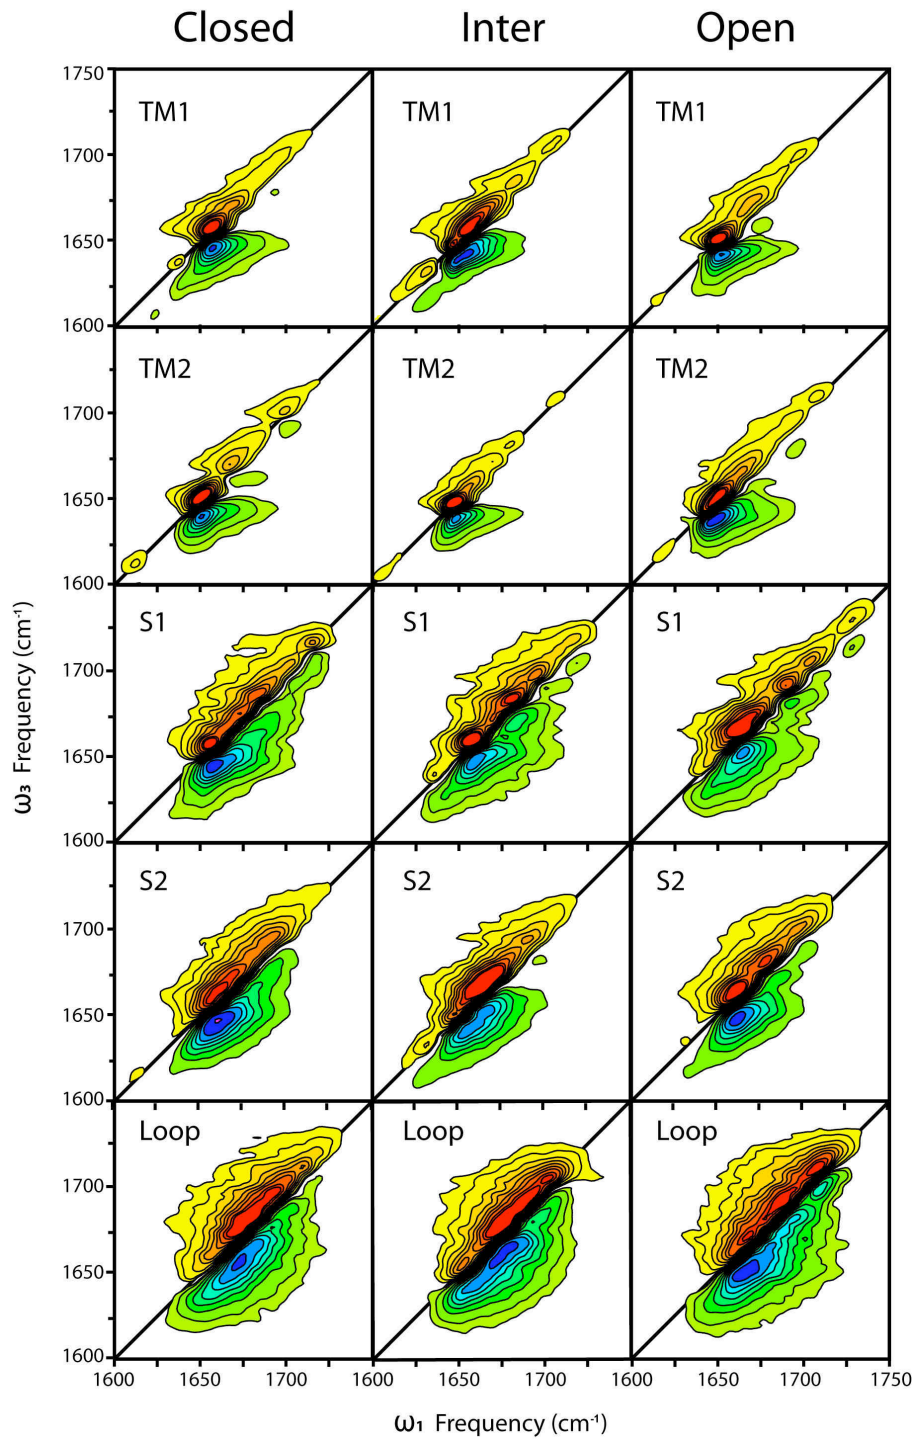 Closed Inter Open
1750
TM1 TM1 TM1
1700
1650
1600
TM2 TM2 TM2
1700
1650
1600
S1 S1 S1
1700
1650
1600
S2 S2 S2
1700
1650
1600
Loop Loop Loop
1700
1650
1600
1600 1650 1700 1600 1650 1700 1600 1650 1700 1750
ω₃ Frequency (cm⁻¹)
ω₁ Frequency (cm⁻¹)